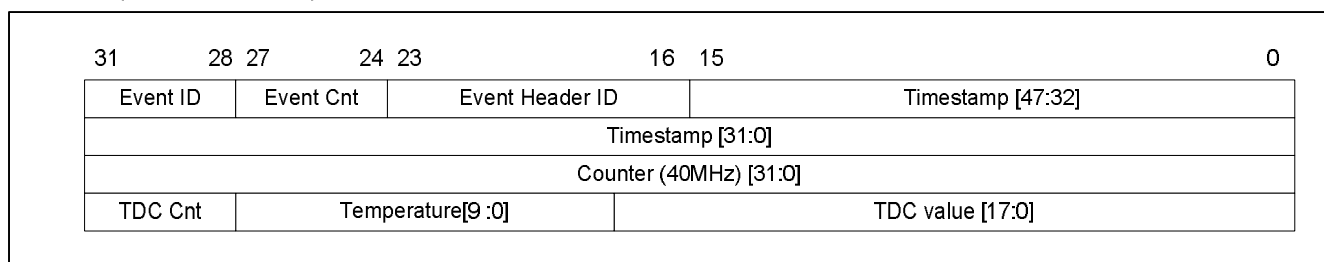 31 28 27 24 23 16 15 0
Event ID Event Cnt Event Header ID Timestamp [47:32]
Timestamp [31:0]
Counter (40MHz) [31:0]
TDC Cnt Temperature[9 :0] TDC value [17:0]